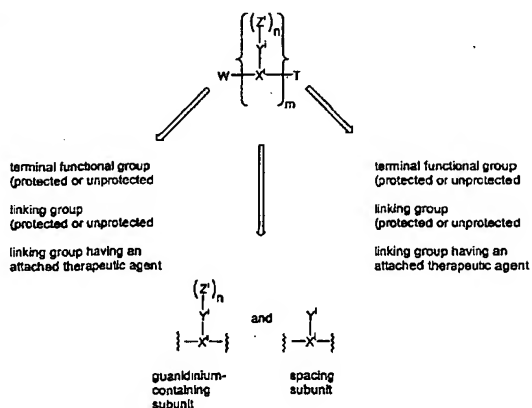 (Z')n
Y'
W X' T
m
terminal functional group
(protected or unprotected
linking group
(protected or unprotected
linking group having an
attached therapeutic agent
terminal functional group
(protected or unprotected
linking group
(protected or unprotected
linking group having an
attached therapeutic agent
(Z')n
Y' and Y'
X' X'
guanidinium-
containing
subunit
spacing
subunit